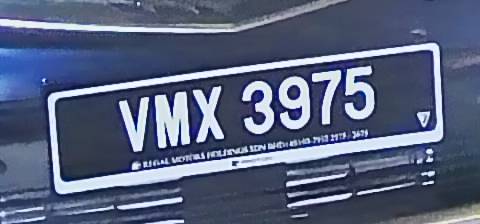 VMX 3975
REGAL MOTORS HOLDINGS SDN BHD